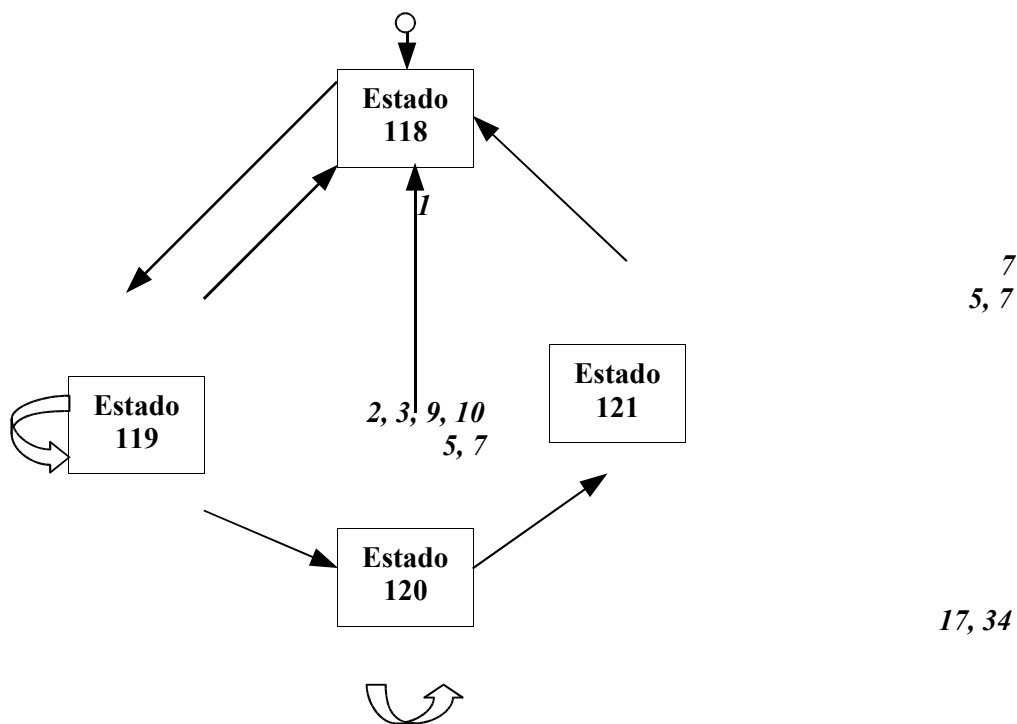 Estado
118
1
7
5, 7
Estado
121
Estado
119
2, 3, 9, 10
5, 7
Estado
120
17, 34